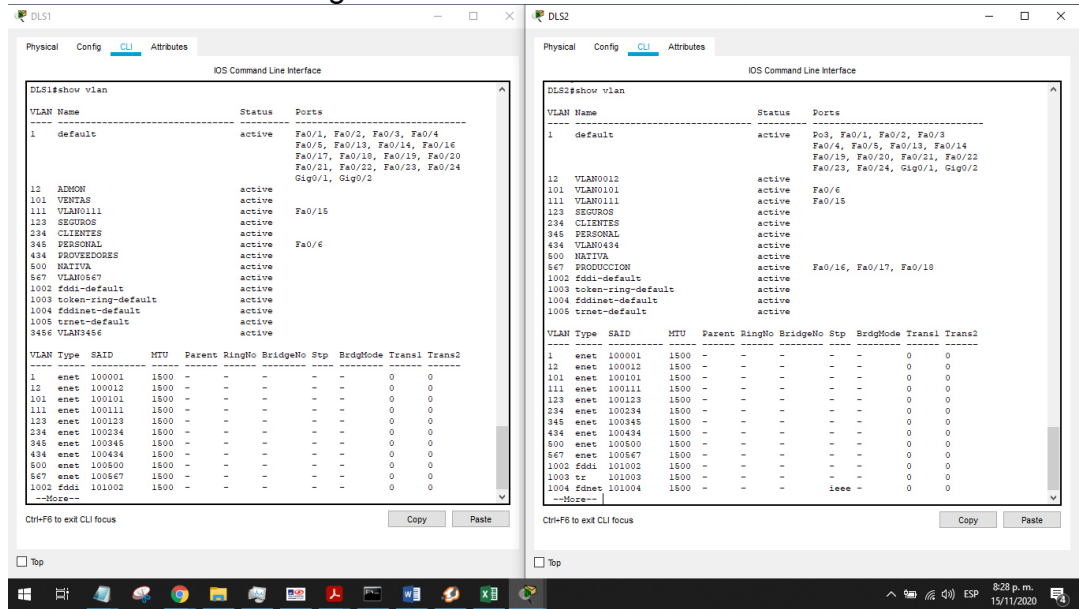 DLS1
Physical Config CLI Attributes
IOS Command Line Interface
DLS1#show vlan
VLAN Name Status Ports
---- -------------------------------- --------- -------------------------------
1 default active Fa0/1, Fa0/2, Fa0/3, Fa0/4
Fa0/5, Fa0/13, Fa0/14, Fa0/16
Fa0/17, Fa0/18, Fa0/19, Fa0/20
Fa0/21, Fa0/22, Fa0/23, Fa0/24
Gig0/1, Gig0/2
12 ADMON active
101 VENTAS active
111 VLAN0111 active Fa0/15
123 SEGUROS active
234 CLIENTES active
345 PERSONAL active Fa0/6
434 PROVEEDORES active
500 NATIVA active
567 VLAN0567 active
1002 fddi-default active
1003 token-ring-default active
1004 fddinet-default active
1005 trnet-default active
3456 VLAN3456 active
VLAN Type SAID MTU Parent RingNo BridgeNo Stp BrdgMode Trans1 Trans2
---- ----- ---------- ----- ------ ------ -------- ---- -------- ------ ------
1 enet 100001 1500 - - - - - 0 0
12 enet 100012 1500 - - - - - 0 0
101 enet 100101 1500 - - - - - 0 0
111 enet 100111 1500 - - - - - 0 0
123 enet 100123 1500 - - - - - 0 0
234 enet 100234 1500 - - - - - 0 0
345 enet 100345 1500 - - - - - 0 0
434 enet 100434 1500 - - - - - 0 0
500 enet 100500 1500 - - - - - 0 0
567 enet 100567 1500 - - - - - 0 0
1002 fddi 101002 1500 - - - - - 0 0
--More--
Ctrl+F6 to exit CLI focus
Copy Paste
Top
DLS2
Physical Config CLI Attributes
IOS Command Line Interface
DLS2#show vlan
VLAN Name Status Ports
---- -------------------------------- --------- -------------------------------
1 default active Po3, Fa0/1, Fa0/2, Fa0/3
Fa0/4, Fa0/5, Fa0/13, Fa0/14
Fa0/19, Fa0/20, Fa0/21, Fa0/22
Fa0/23, Fa0/24, Gig0/1, Gig0/2
12 VLAN0012 active
101 VLAN0101 active Fa0/6
111 VLAN0111 active Fa0/15
123 SEGUROS active
234 CLIENTES active
345 PERSONAL active
434 VLAN0434 active
500 NATIVA active
567 PRODUCCION active Fa0/16, Fa0/17, Fa0/18
1002 fddi-default active
1003 token-ring-default active
1004 fddinet-default active
1005 trnet-default active
VLAN Type SAID MTU Parent RingNo BridgeNo Stp BrdgMode Trans1 Trans2
---- ----- ---------- ----- ------ ------ -------- ---- -------- ------ ------
1 enet 100001 1500 - - - - - 0 0
12 enet 100012 1500 - - - - - 0 0
101 enet 100101 1500 - - - - - 0 0
111 enet 100111 1500 - - - - - 0 0
123 enet 100123 1500 - - - - - 0 0
234 enet 100234 1500 - - - - - 0 0
345 enet 100345 1500 - - - - - 0 0
434 enet 100434 1500 - - - - - 0 0
500 enet 100500 1500 - - - - - 0 0
567 enet 100567 1500 - - - - - 0 0
1002 fddi 101002 1500 - - - - - 0 0
1003 tr 101003 1500 - - - - - 0 0
1004 fdnet 101004 1500 - - - ieee - 0 0
--More--
Ctrl+F6 to exit CLI focus
Copy Paste
Top
ESP
8:28 p. m.
15/11/2020
4